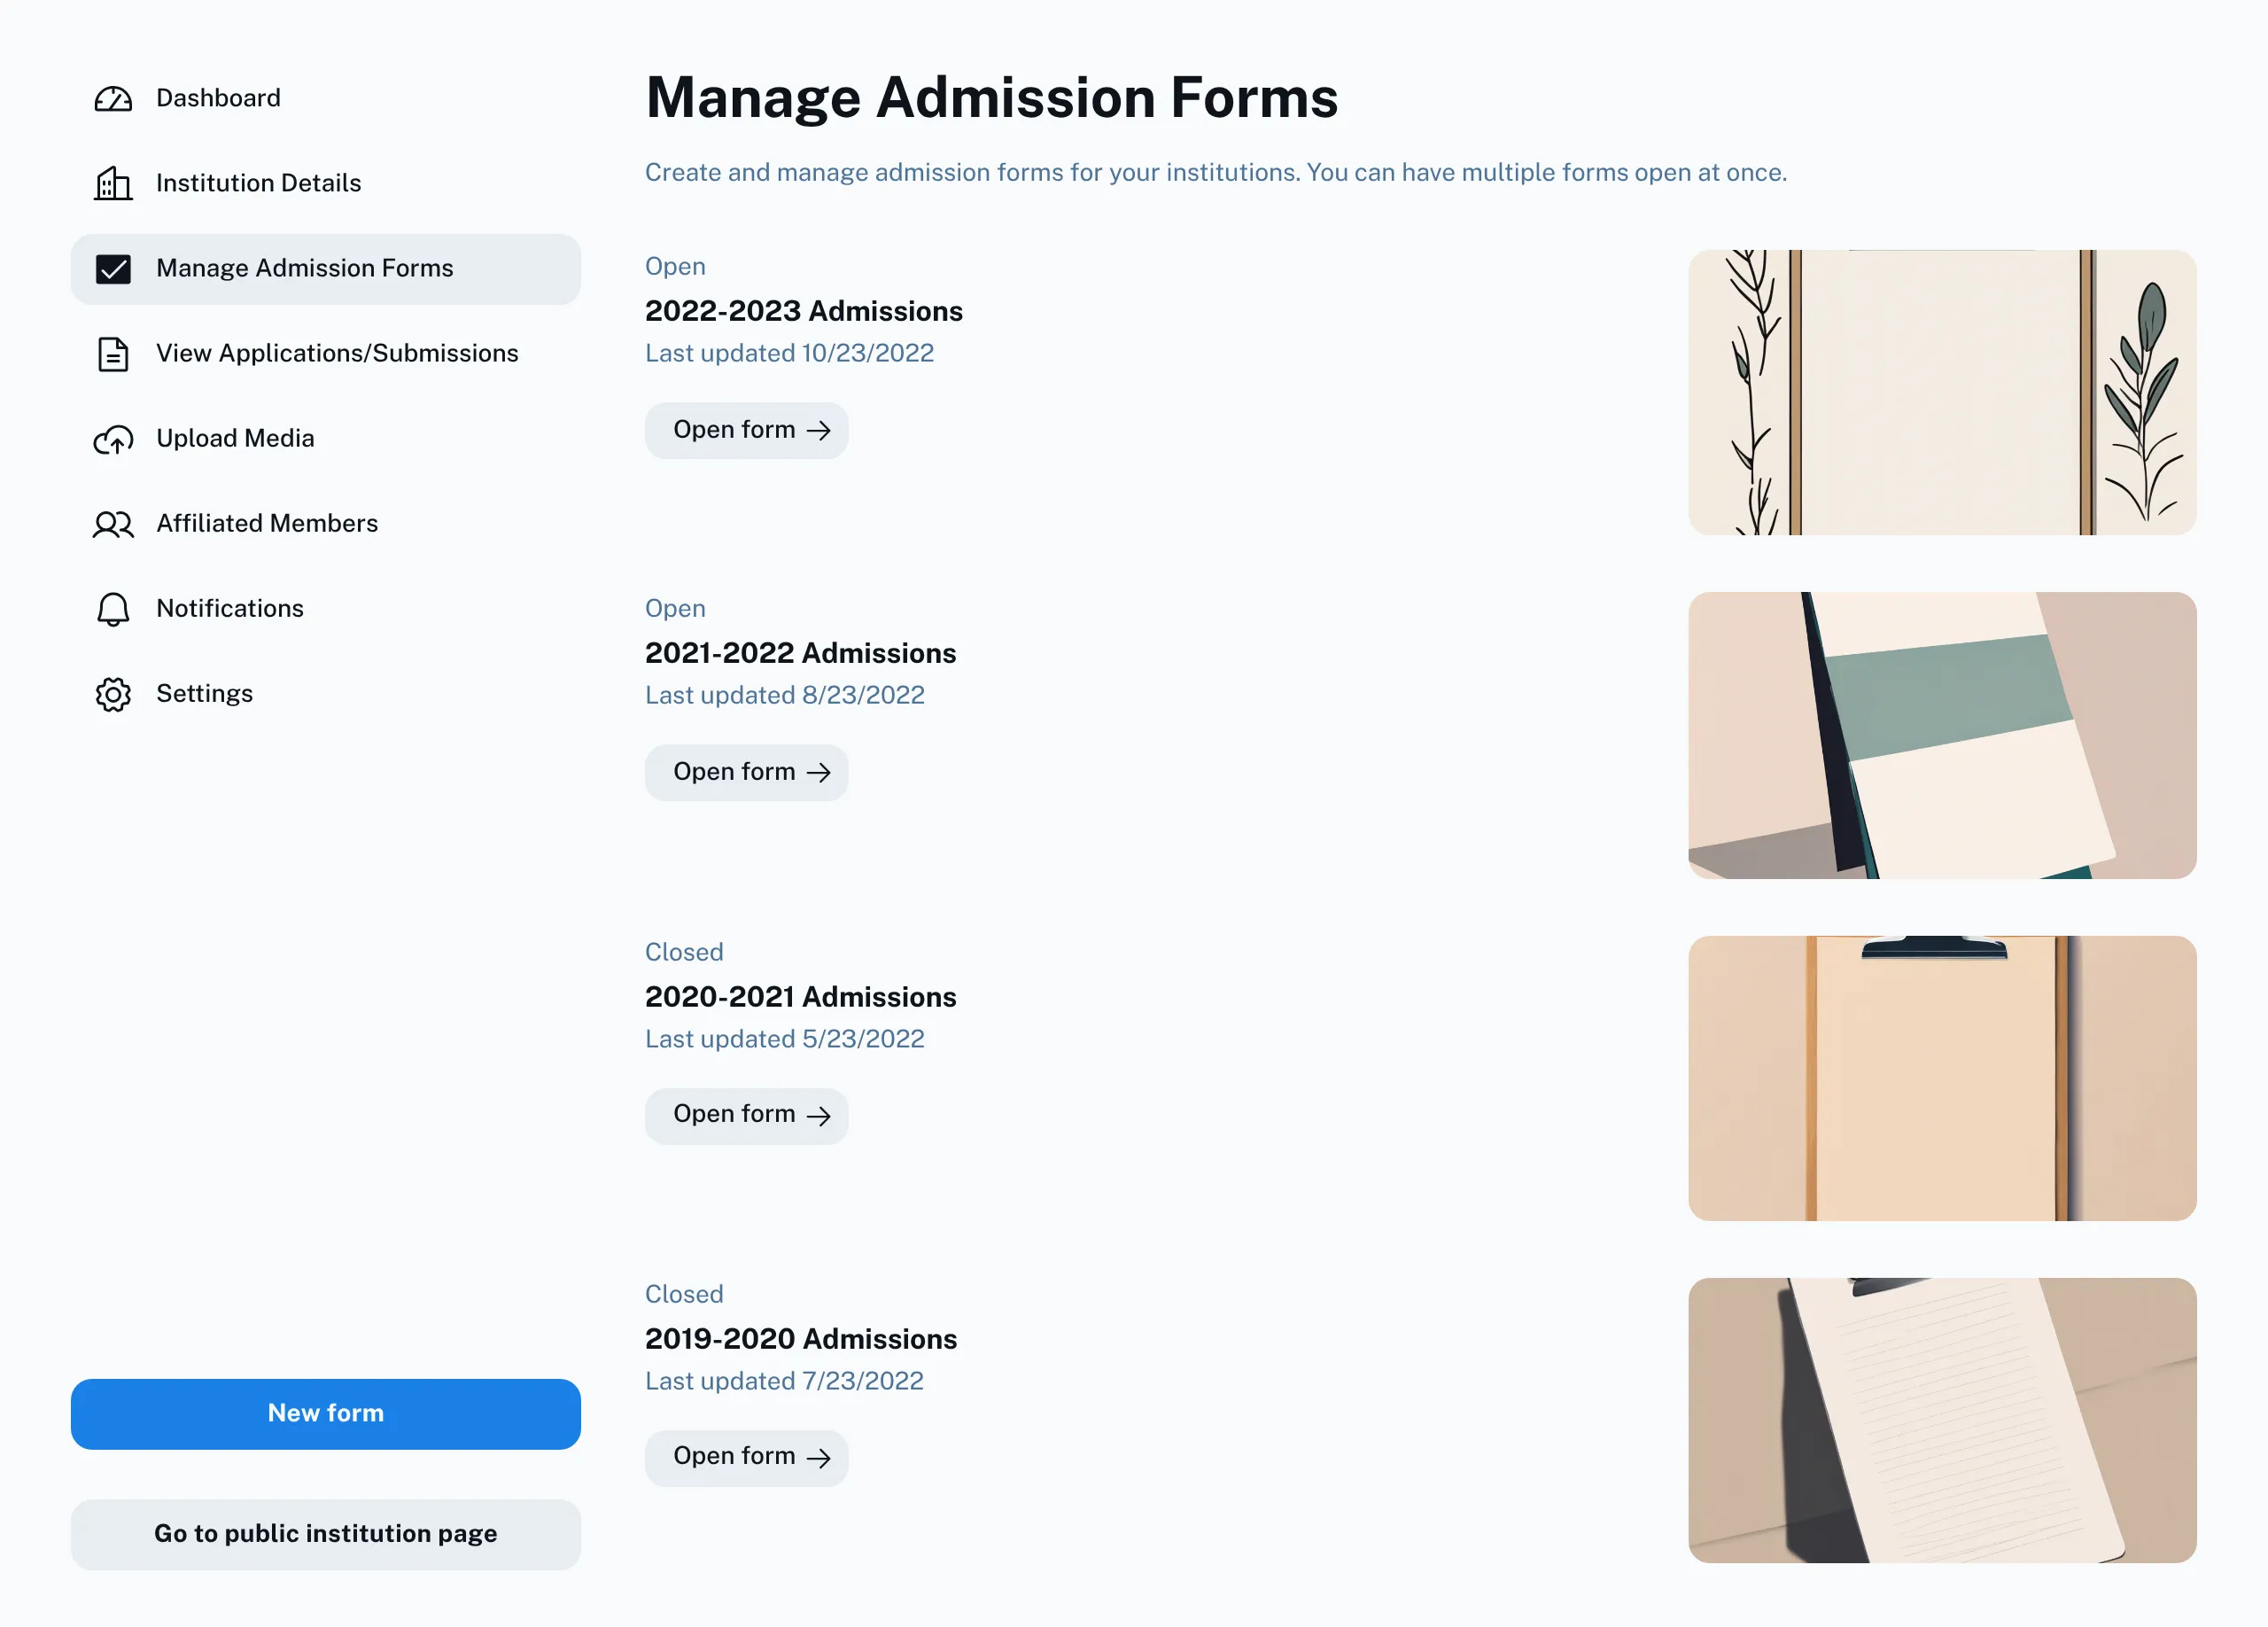 Dashboard
Institution Details
Manage Admission Forms
View Applications/Submissions
Upload Media
Affiliated Members
Notifications
Settings
New form
Go to public institution page
Manage Admission Forms
Create and manage admission forms for your institutions. You can have multiple forms open at once.
Open
2022-2023 Admissions
Last updated 10/23/2022
Open form
Open
2021-2022 Admissions
Last updated 8/23/2022
Open form
Closed
2020-2021 Admissions
Last updated 5/23/2022
Open form
Closed
2019-2020 Admissions
Last updated 7/23/2022
Open form